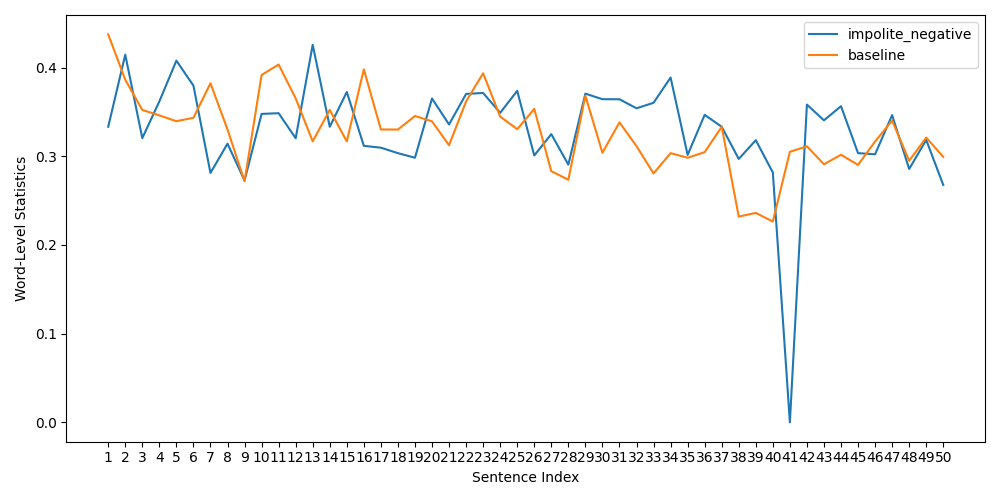 impolite_negative
baseline
Word-Level Statistics
0.4
0.3
0.2
0.1
0.0
1 2 3 4 5 6 7 8 9 10 11 12 13 14 15 16 17 18 19 20 21 22 23 24 25 26 27 28 29 30 31 32 33 34 35 36 37 38 39 40 41 42 43 44 45 46 47 48 49 50
Sentence Index